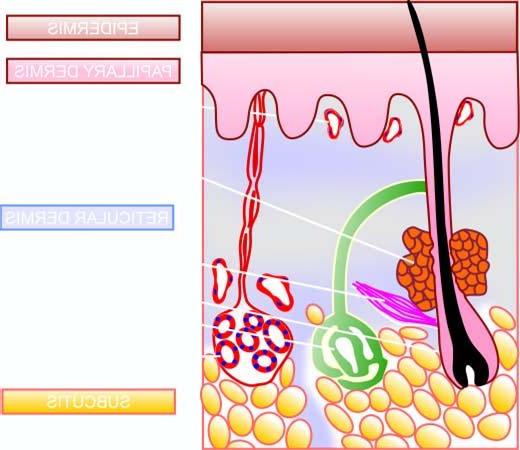 EPIDERMIS
PAPILLARY DERMIS
RETICULAR DERMIS
SUBCUTIS